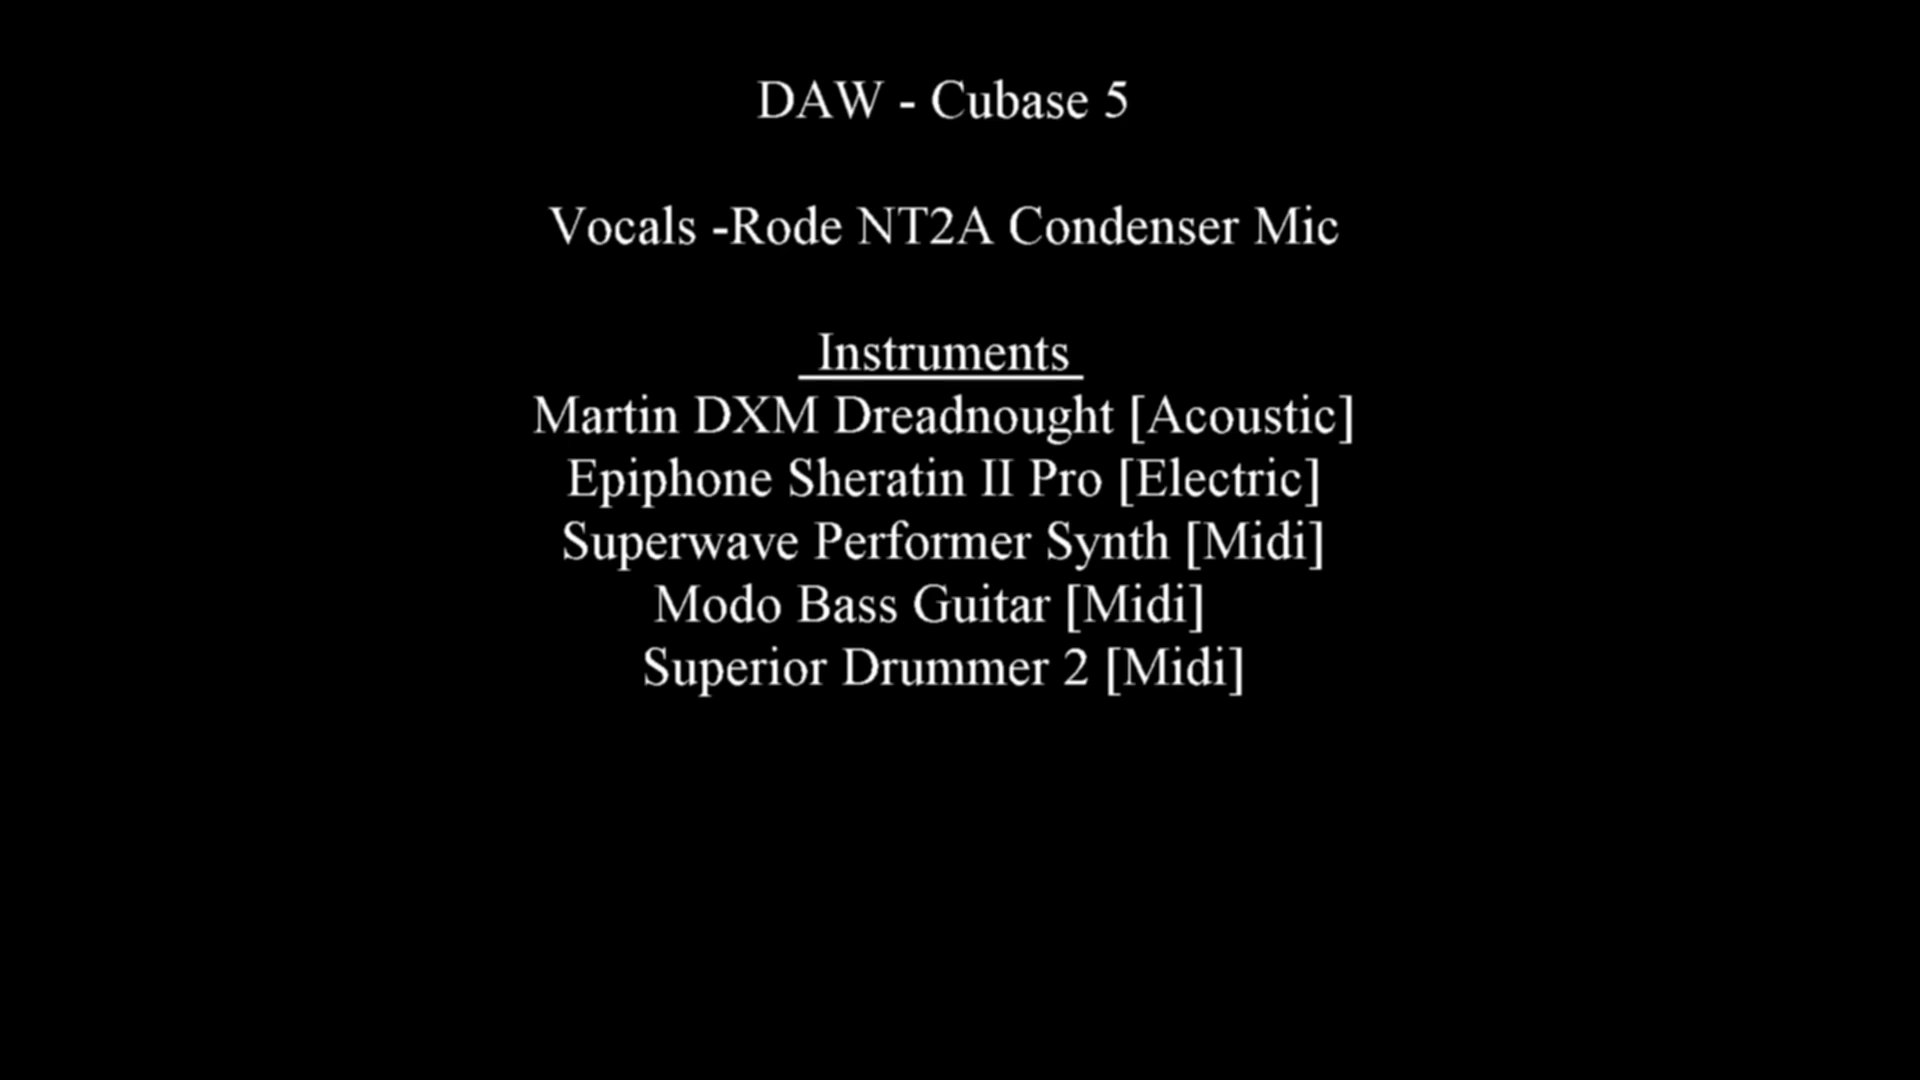 DAW - Cubase 5
Vocals -Rode NT2A Condenser Mic
Instruments
Martin DXM Dreadnought [Acoustic]
Epiphone Sheratin II Pro [Electric]
Superwave Performer Synth [Midi]
Modo Bass Guitar [Midi]
Superior Drummer 2 [Midi]